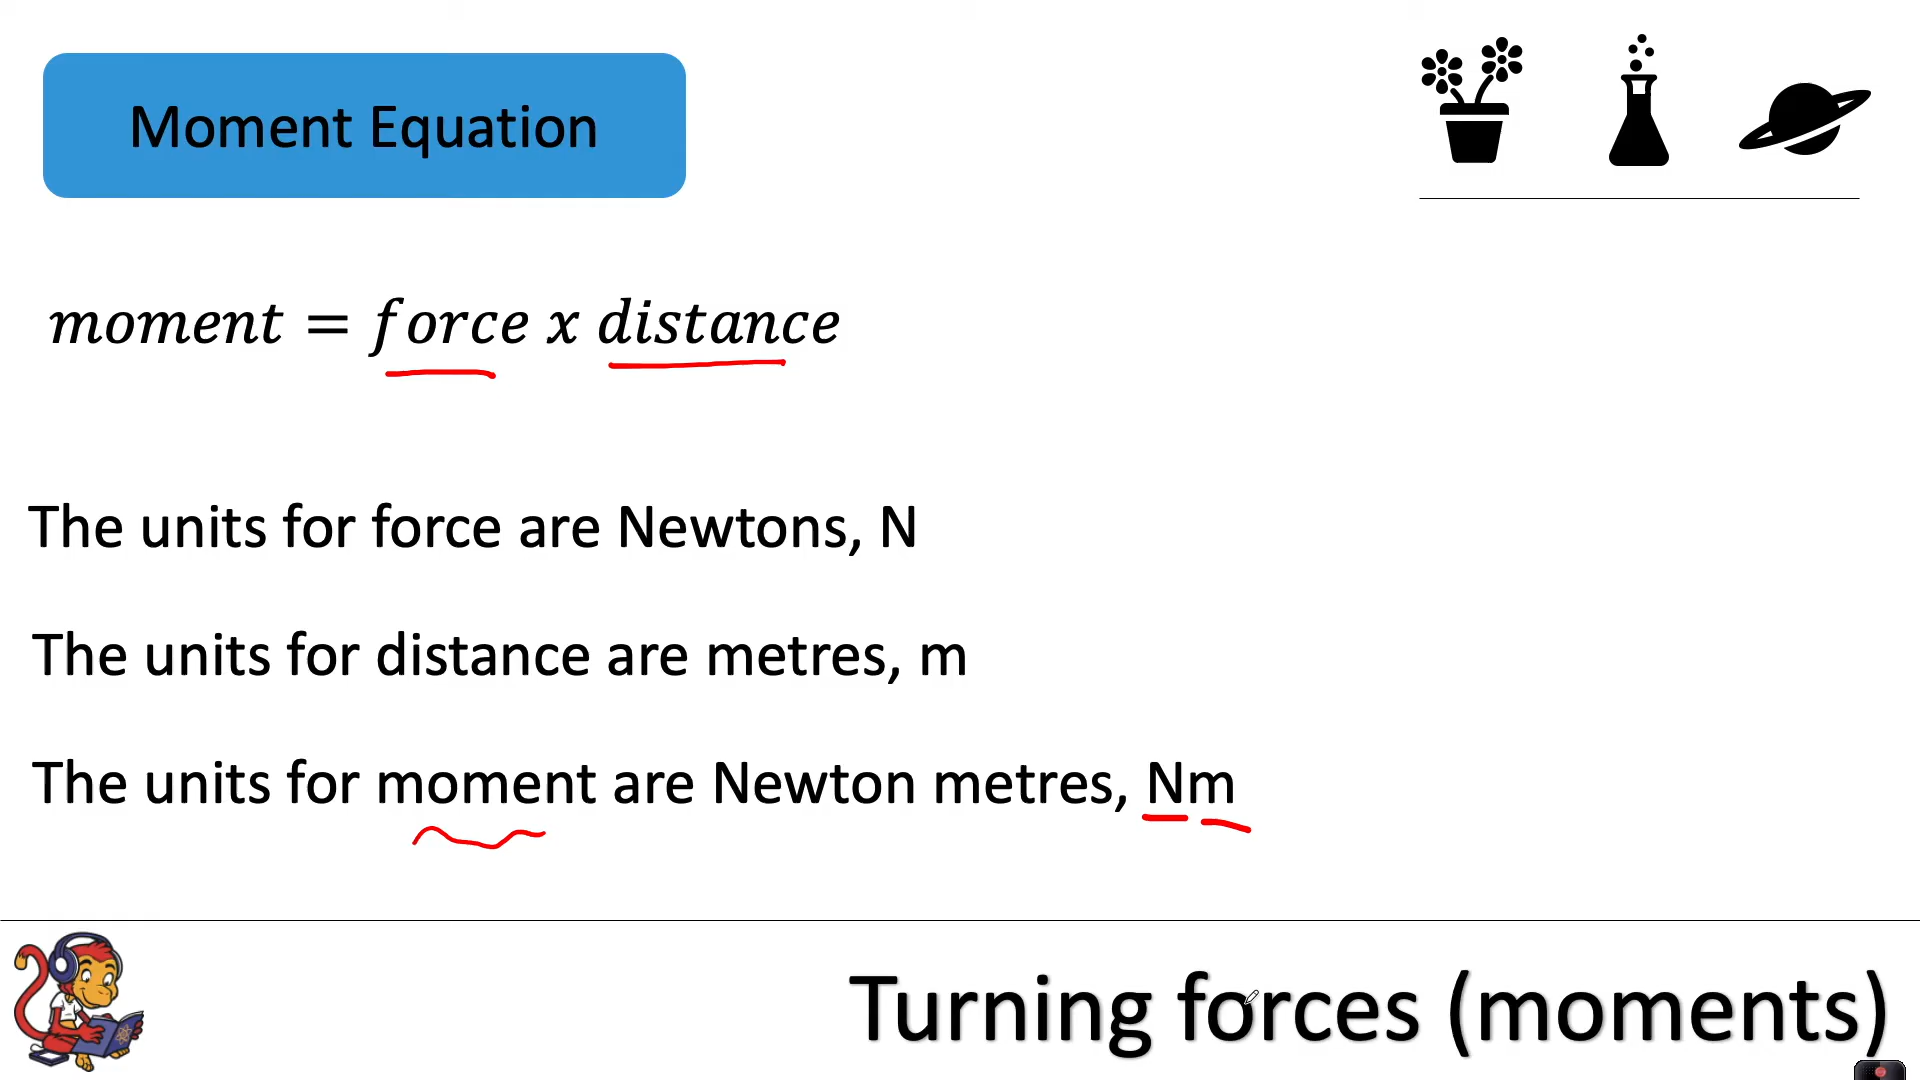 Moment Equation
moment = force x distance
The units for force are Newtons, N
The units for distance are metres, m
The units for moment are Newton metres, Nm
Turning forces (moments)